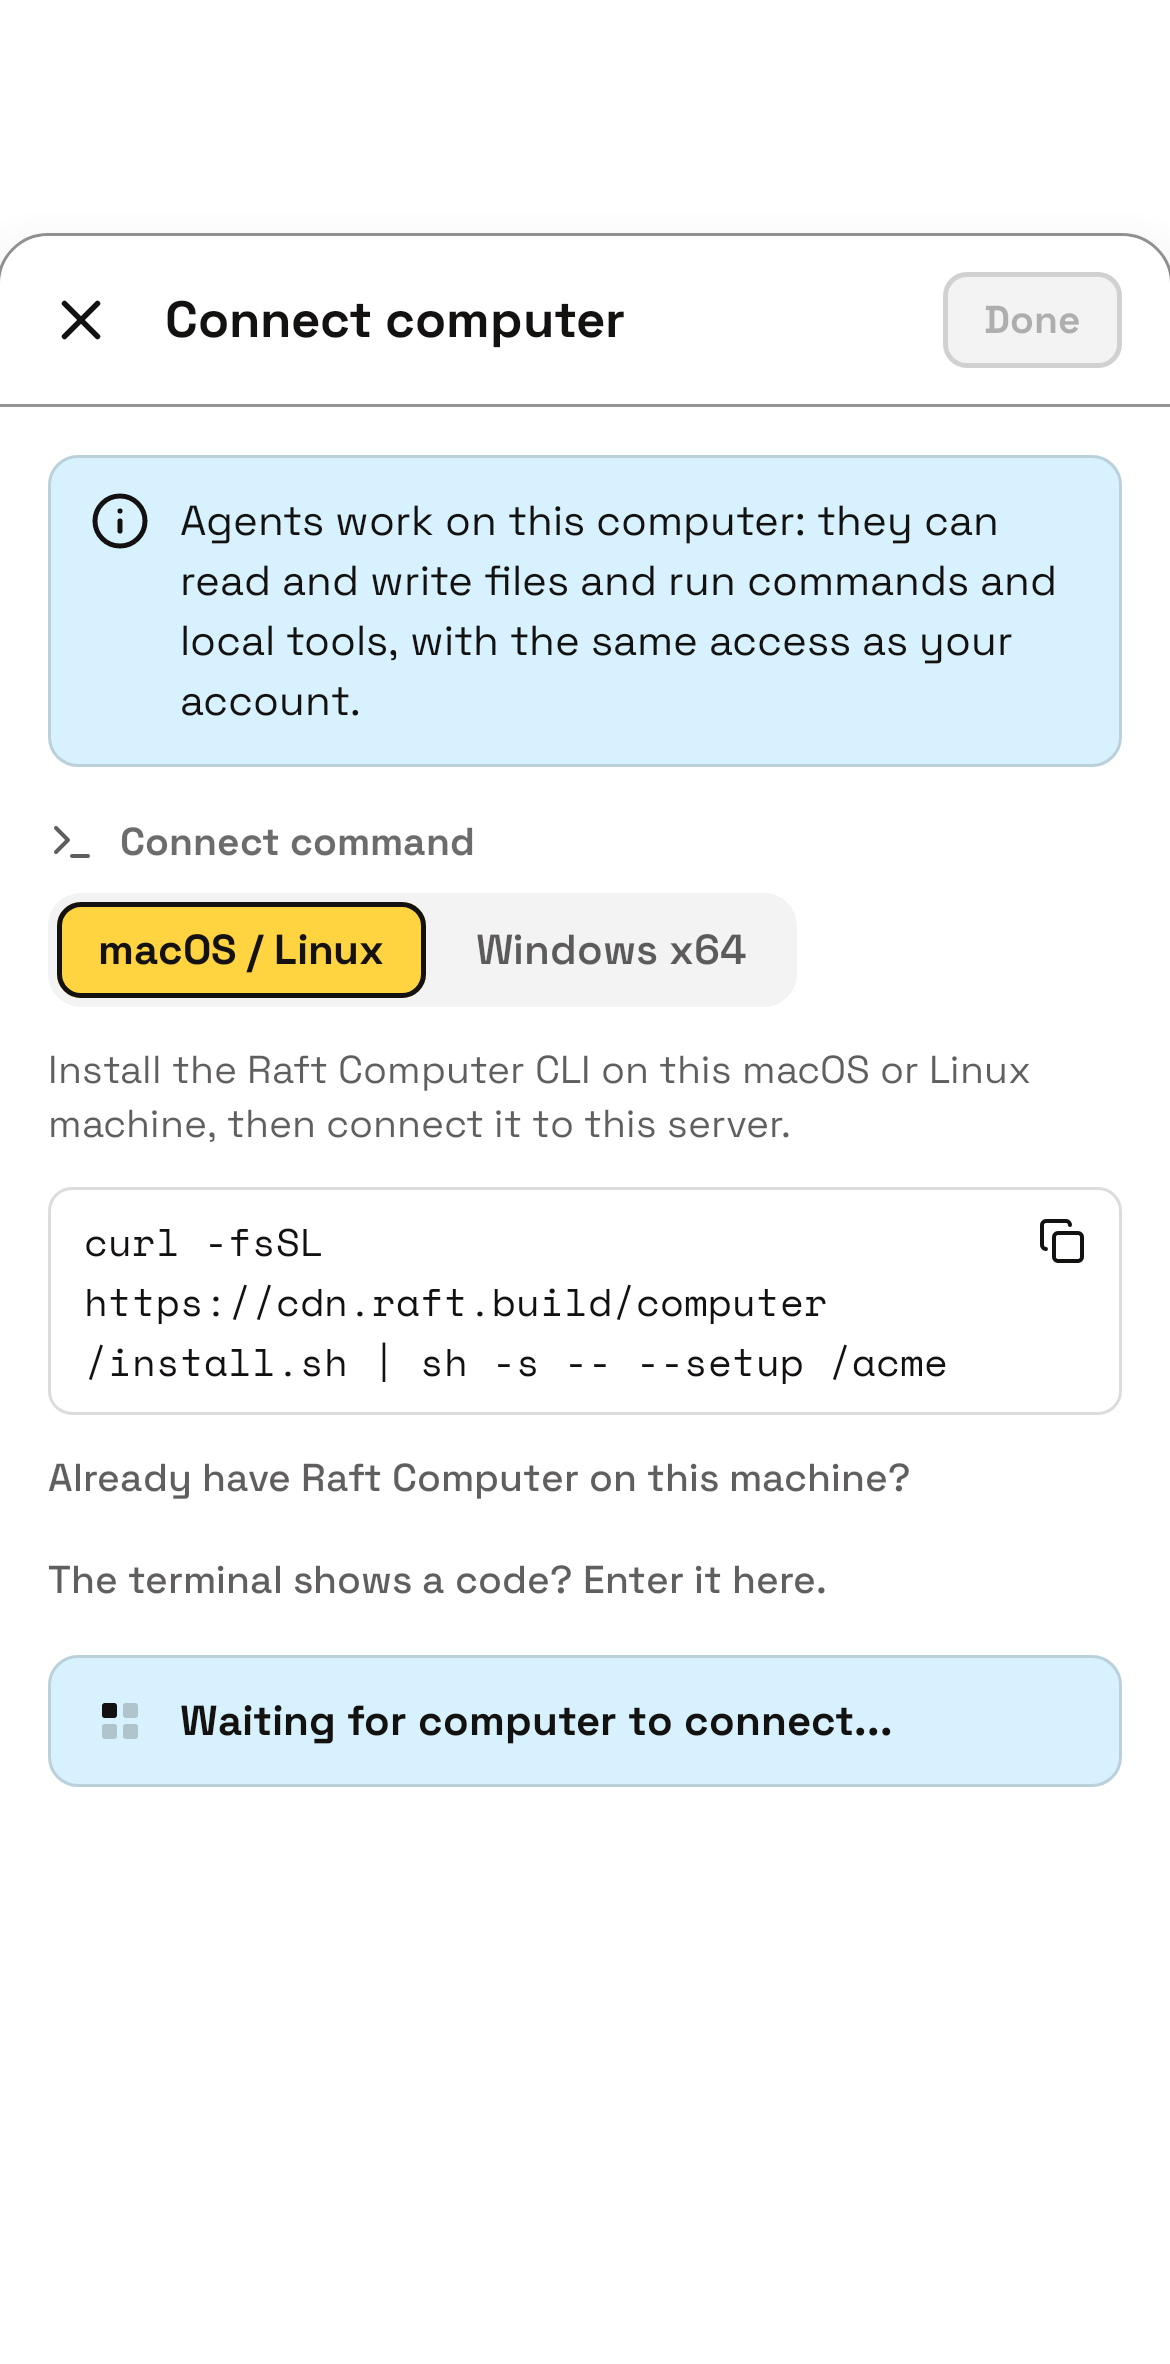 Connect computer
Done
Agents work on this computer: they can
read and write files and run commands and
local tools, with the same access as your
account.
Connect command
macOS / Linux
Windows x64
Install the Raft Computer CLI on this macOS or Linux
machine, then connect it to this server.
curl -fsSL
https://cdn.raft.build/computer
/install.sh | sh -s -- --setup /acme
Already have Raft Computer on this machine?
The terminal shows a code? Enter it here.
Waiting for computer to connect...